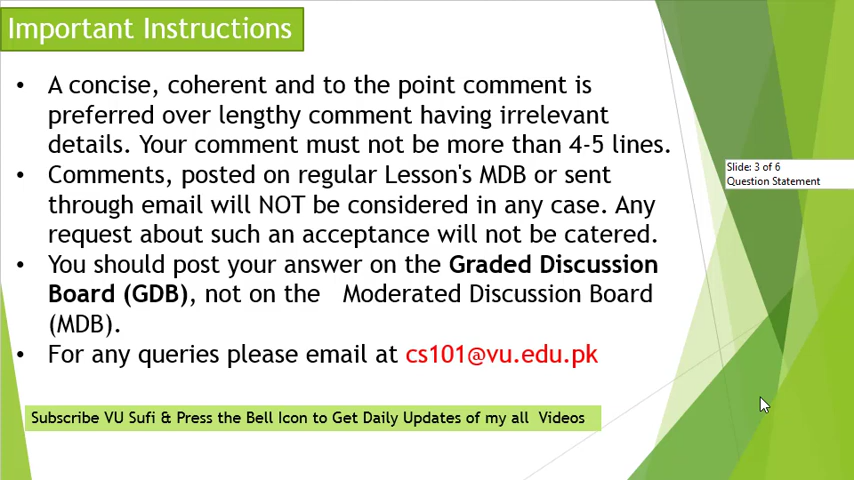 Important Instructions
• A concise, coherent and to the point comment is
preferred over lengthy comment having irrelevant
details. Your comment must not be more than 4-5 lines.
• Comments, posted on regular Lesson's MDB or sent
through email will NOT be considered in any case. Any
request about such an acceptance will not be catered.
• You should post your answer on the Graded Discussion
Board (GDB), not on the Moderated Discussion Board
(MDB).
• For any queries please email at cs101@vu.edu.pk
Subscribe VU Sufi & Press the Bell Icon to Get Daily Updates of my all Videos
Slide: 3 of 6
Question Statement